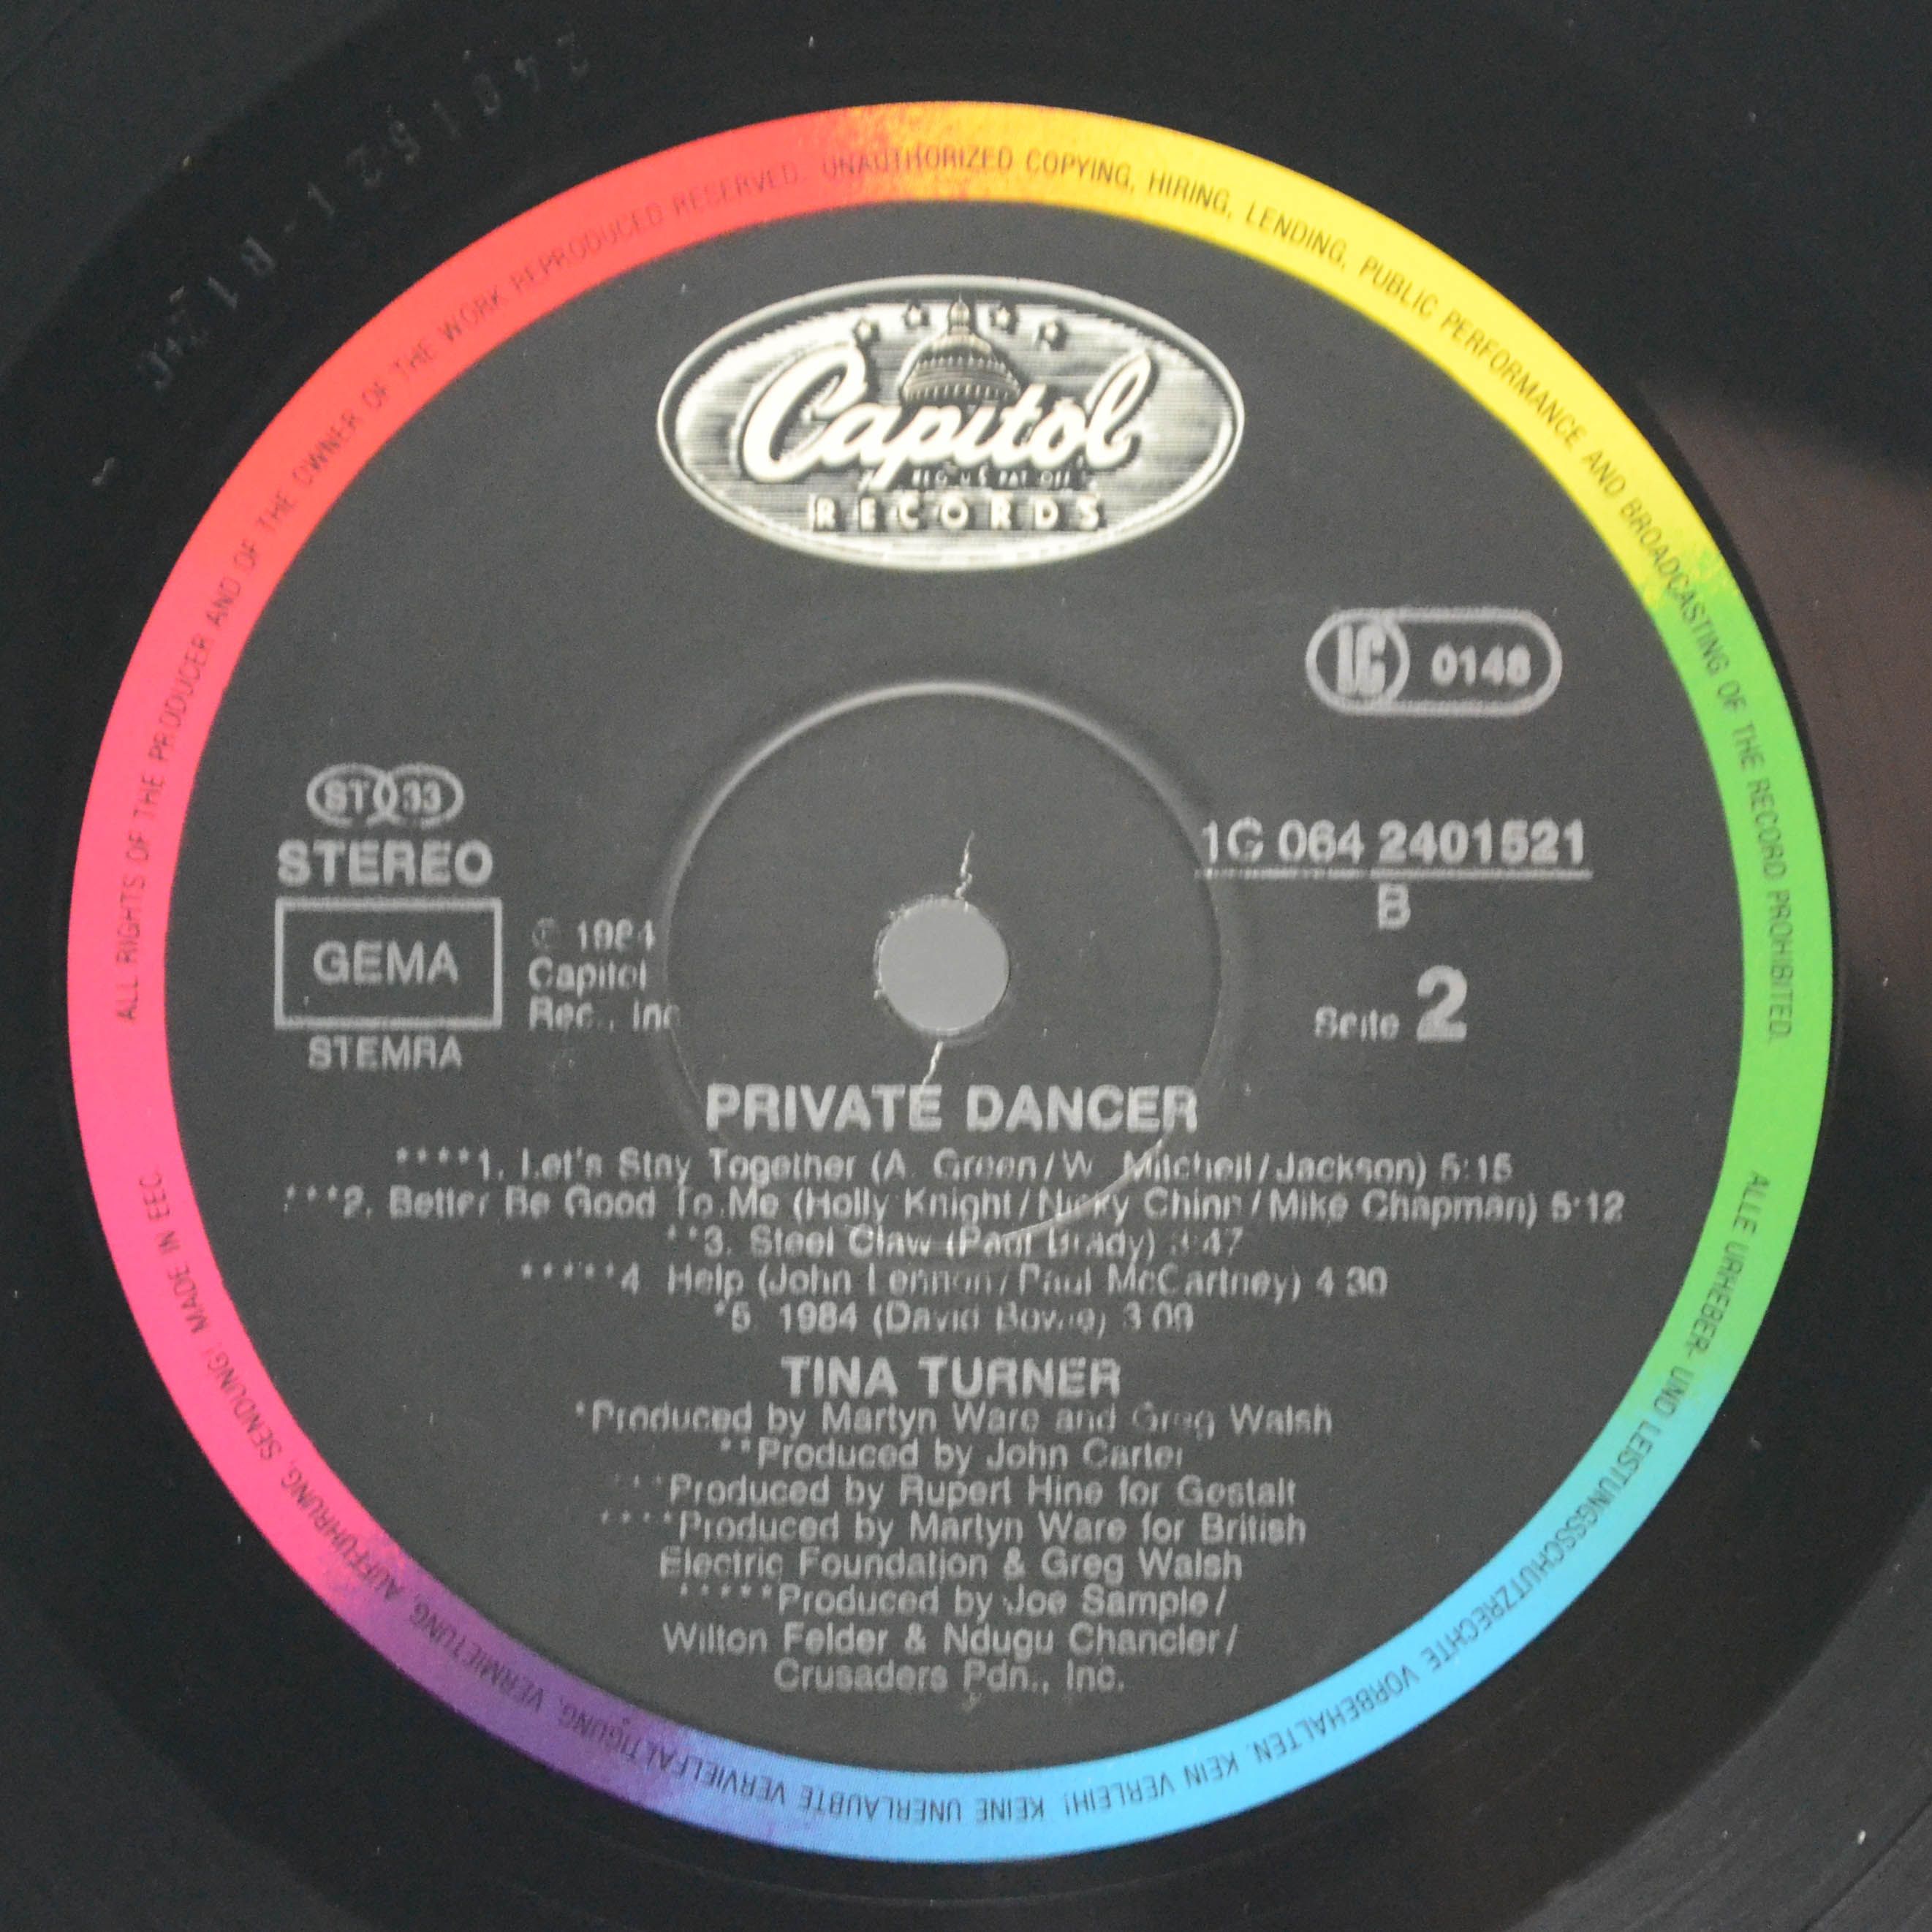 ALL RIGHTS OF THE PRODUCER AND OF THE OWNER OF THE WORK REPRODUCED RESERVED. UNAUTHORIZED COPYING, HIRING, LENDING, PUBLIC PERFORMANCE AND BROADCASTING OF THE RECORD PROHIBITED.
Capitol
REG. U.S. PAT. OFF.
RECORDS
LC 0148
ST 33
STEREO
GEMA
STEMRA
℗ 1984
Capitol
Rec., Inc
1C 064 2401521
B
Seite 2
PRIVATE DANCER
****1. Let's Stay Together (A. Green/W. Mitchell/Jackson) 5:15
***2. Better Be Good To Me (Holly Knight/Nicky Chinn/Mike Chapman) 5:12
**3. Steel Claw (Paul Brady) 3:47
*****4. Help (John Lennon/Paul McCartney) 4:30
*5. 1984 (David Bowie) 3:09
TINA TURNER
*Produced by Martyn Ware and Greg Walsh
**Produced by John Carter
***Produced by Rupert Hine for Gestalt
****Produced by Martyn Ware for British
Electric Foundation & Greg Walsh
*****Produced by Joe Sample/
Wilton Felder & Ndugu Chancler/
Crusaders Pdn., Inc.
ALLE URHEBER- UND LEISTUNGSSCHUTZRECHTE VORBEHALTEN. KEIN VERLEIH! KEINE UNERLAUBTE VERVIELFÄLTIGUNG, VERMIETUNG, AUFFÜHRUNG, SENDUNG! MADE IN EEC.